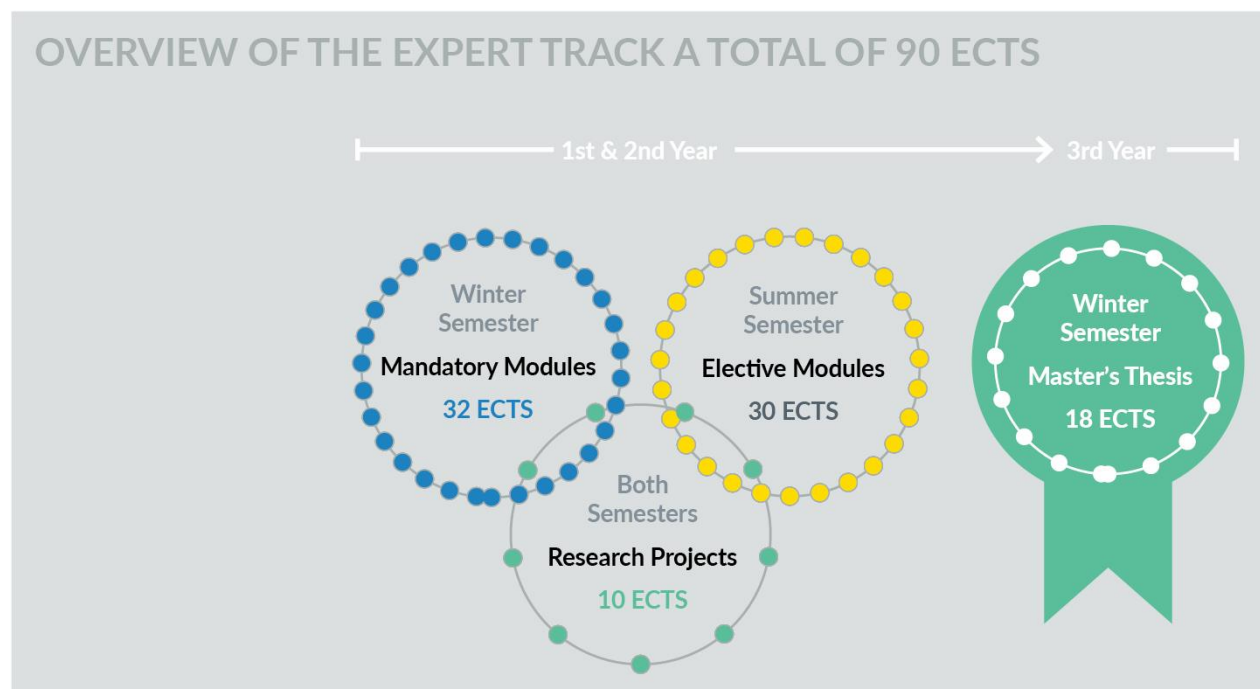 OVERVIEW OF THE EXPERT TRACK A TOTAL OF 90 ECTS
1st & 2nd Year
3rd Year
Winter
Semester
Mandatory Modules
32 ECTS
Summer
Semester
Elective Modules
30 ECTS
Both
Semesters
Research Projects
10 ECTS
Winter
Semester
Master's Thesis
18 ECTS